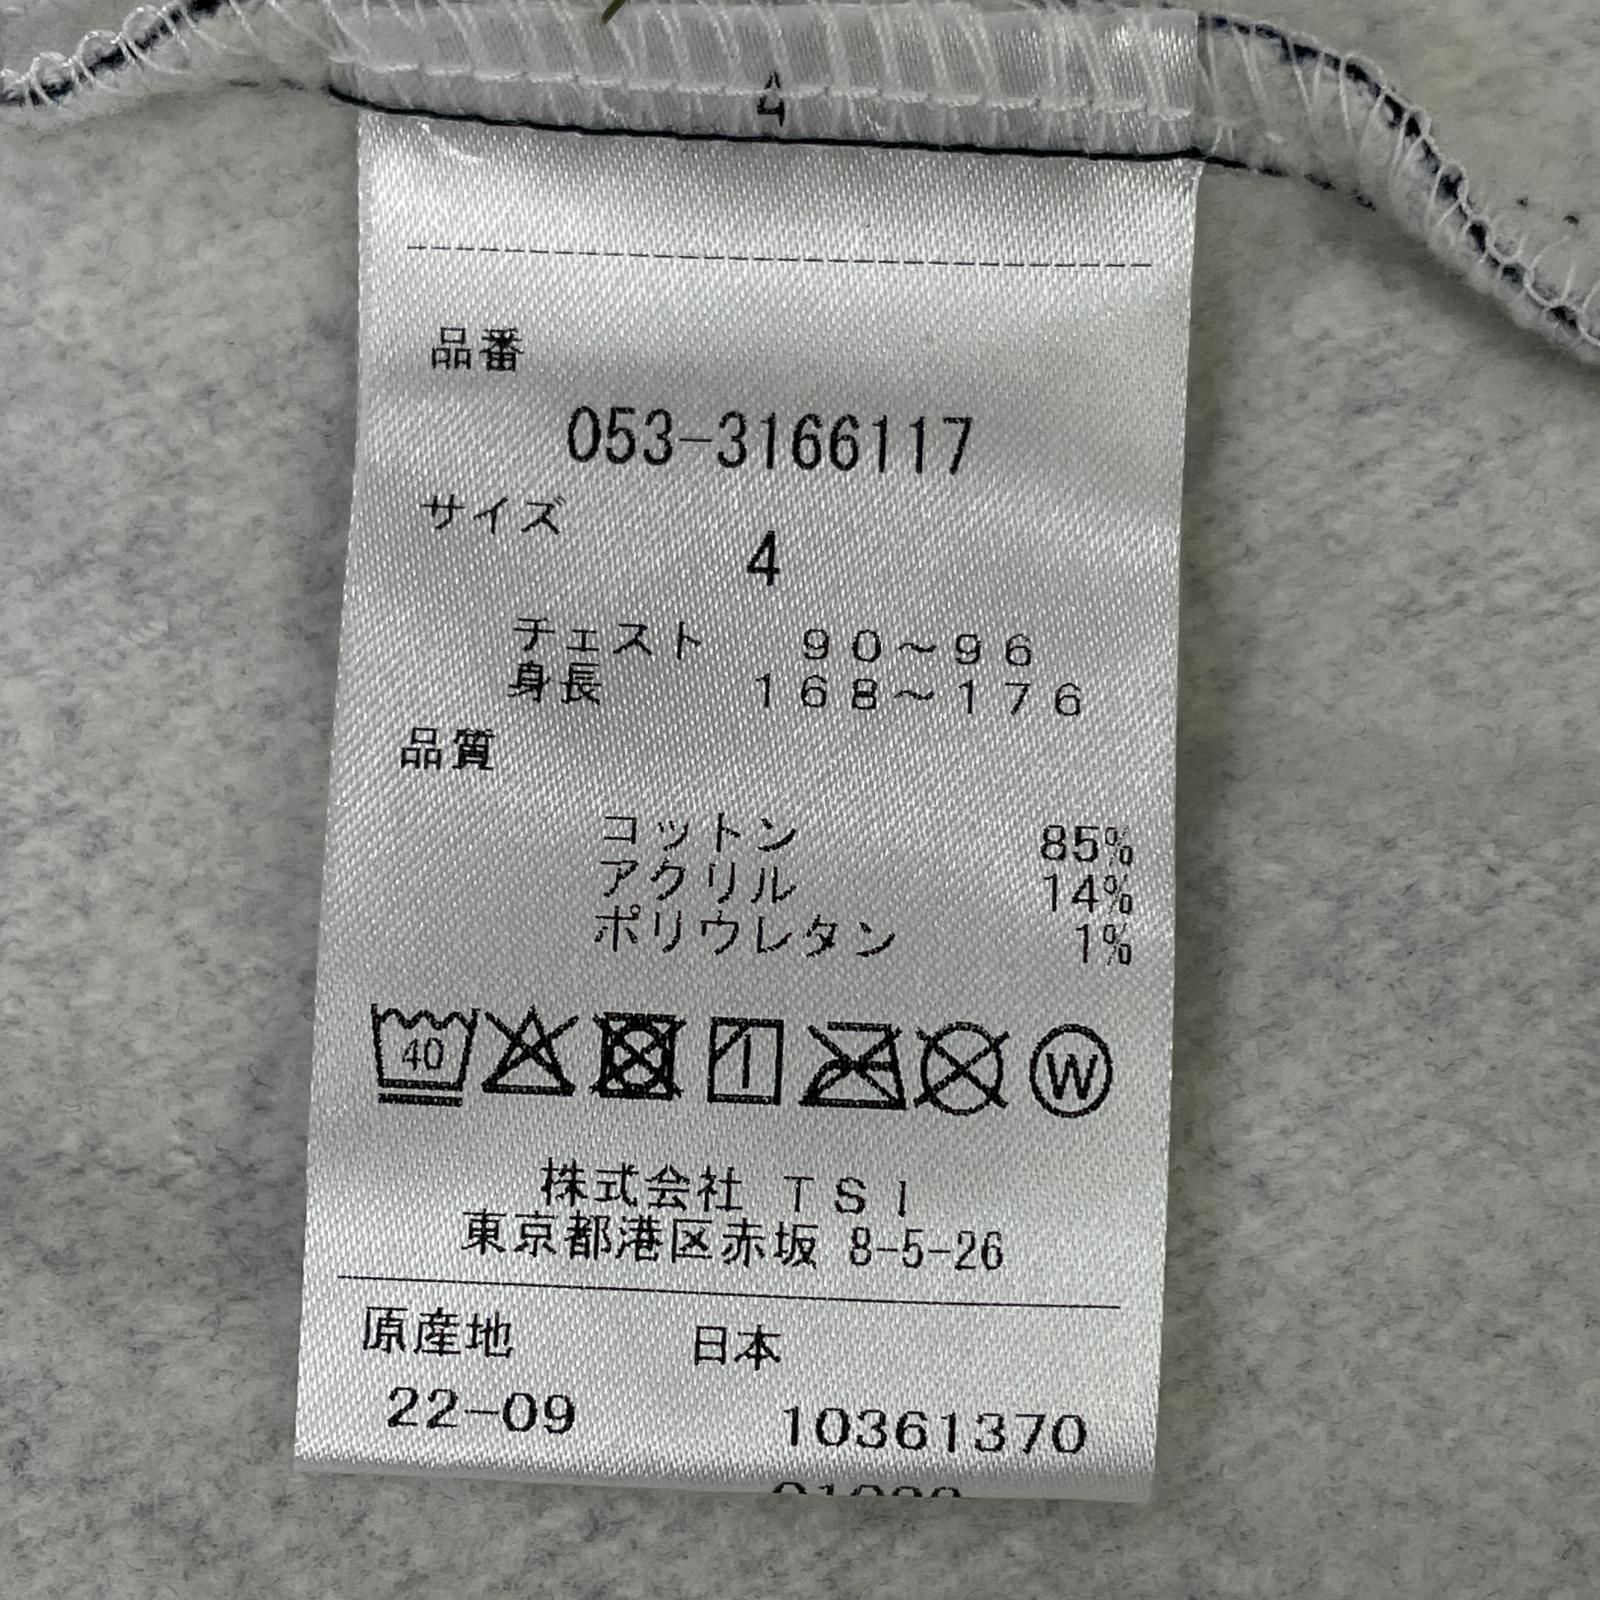 4
品番
053-3166117
サイズ
4
チェスト 90～96
身長 168～176
品質
コットン 85%
アクリル 14%
ポリウレタン 1%
40
W
株式会社 TSI
東京都港区赤坂 8-5-26
原産地 日本
22-09 10361370